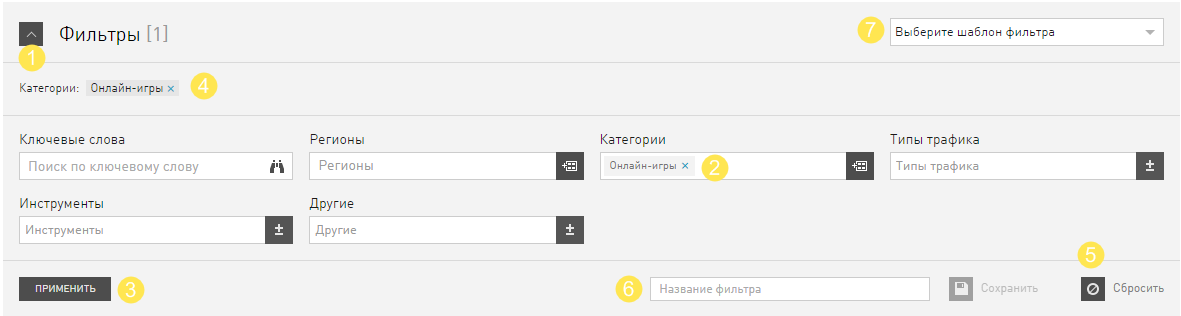 Фильтры [1]
7
Выберите шаблон фильтра
1
Категории: Онлайн-игры ×
4
Ключевые слова
Регионы
Категории
Типы трафика
Поиск по ключевому слову
Регионы
Онлайн-игры ×
2
Типы трафика
±
Инструменты
Другие
Инструменты
±
Другие
±
5
ПРИМЕНИТЬ
3
6
Название фильтра
Сохранить
Сбросить